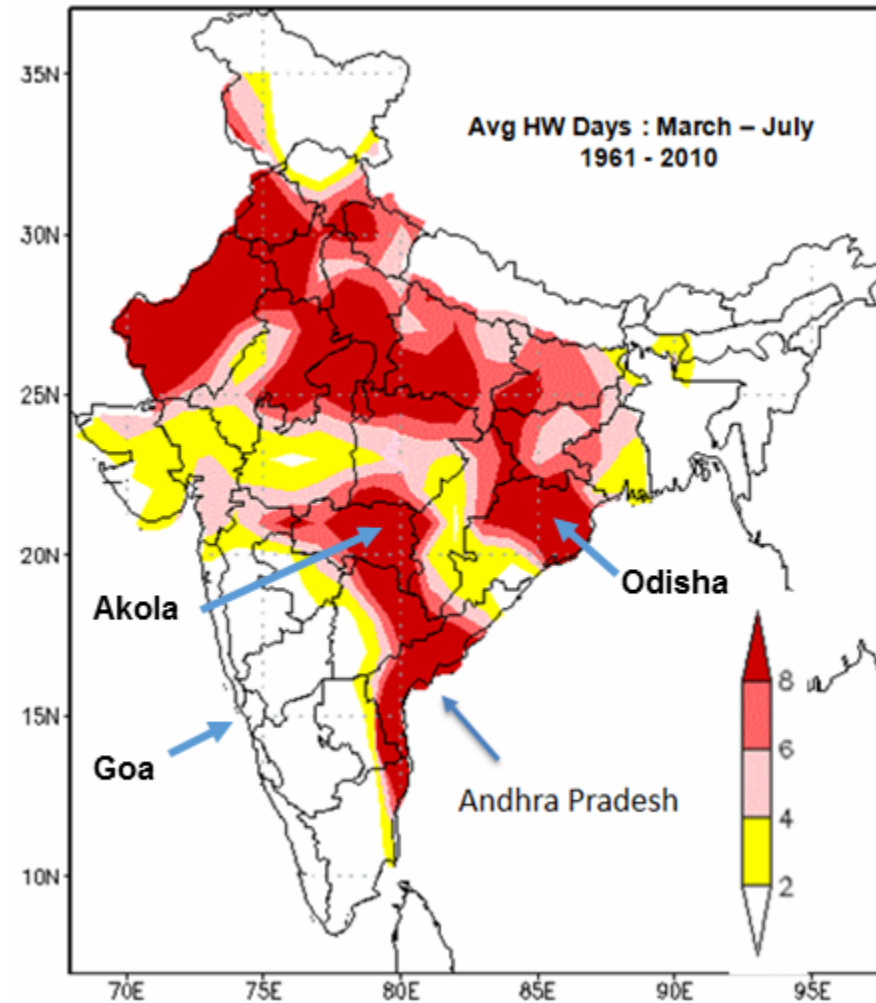 Avg HW Days : March – July
1961 - 2010
35N
30N
25N
20N
15N
10N
Akola
Odisha
Goa
Andhra Pradesh
8
6
4
2
70E 75E 80E 85E 90E 95E